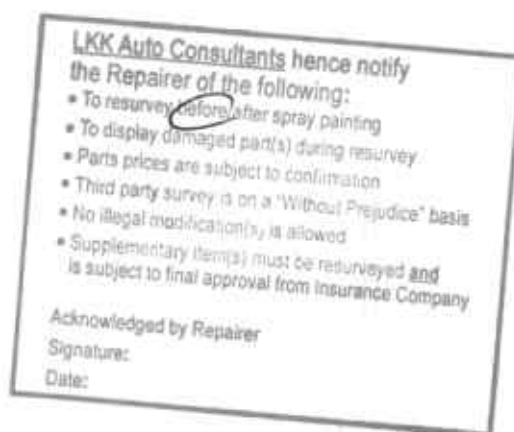 LKK Auto Consultants hence notify
the Repairer of the following:
• To resurvey before/after spray painting
• To display damaged part(s) during resurvey
• Parts prices are subject to confirmation
• Third party survey is on a "Without Prejudice" basis
• No illegal modification(s) is allowed
• Supplementary item(s) must be resurveyed and
is subject to final approval from Insurance Company
Acknowledged by Repairer
Signature:
Date: